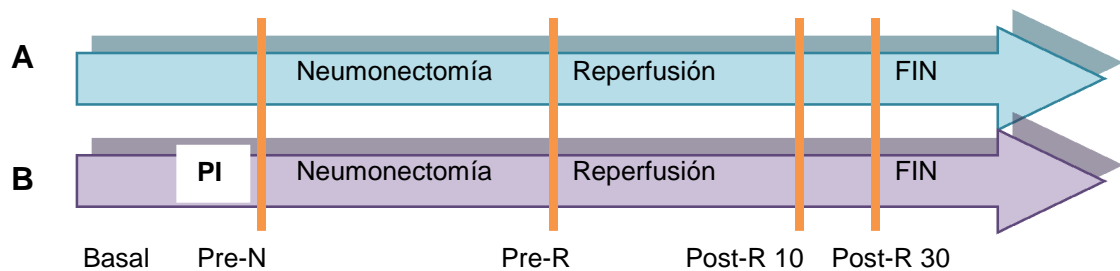 A
Neumonectomía Reperfusión FIN
B
PI Neumonectomía Reperfusión FIN
Basal Pre-N Pre-R Post-R 10 Post-R 30